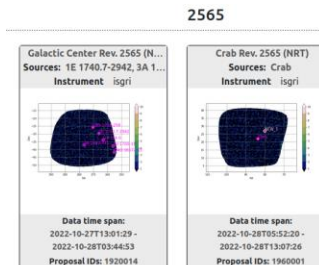 2565
Galactic Center Rev. 2565 (N...
Sources: 1E 1740.7-2942, 3A 1...
Instrument isgri
Data time span:
2022-10-27T13:01:29 -
2022-10-28T03:44:53
Proposal IDs: 1920014
Crab Rev. 2565 (NRT)
Sources: Crab
Instrument isgri
Data time span:
2022-10-28T05:52:20 -
2022-10-28T13:07:26
Proposal IDs: 1960001